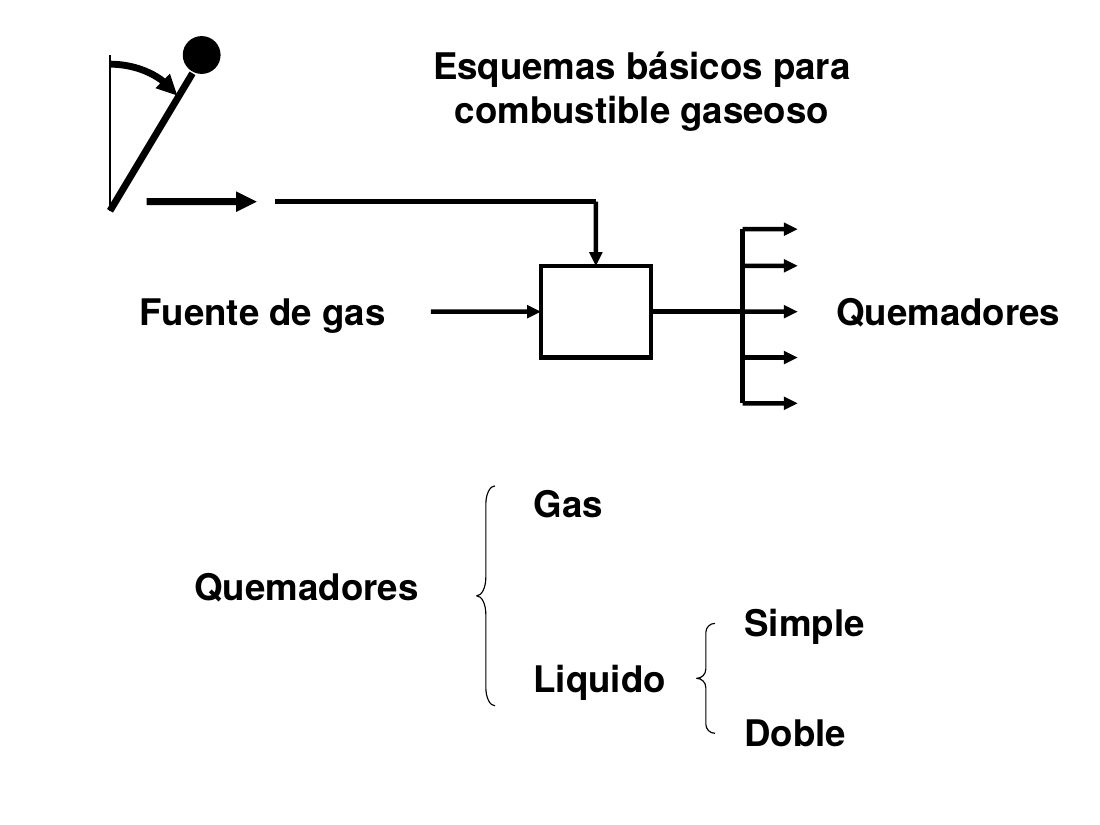 Esquemas básicos para
combustible gaseoso
Fuente de gas
Quemadores
Gas
Quemadores
Simple
Liquido
Doble